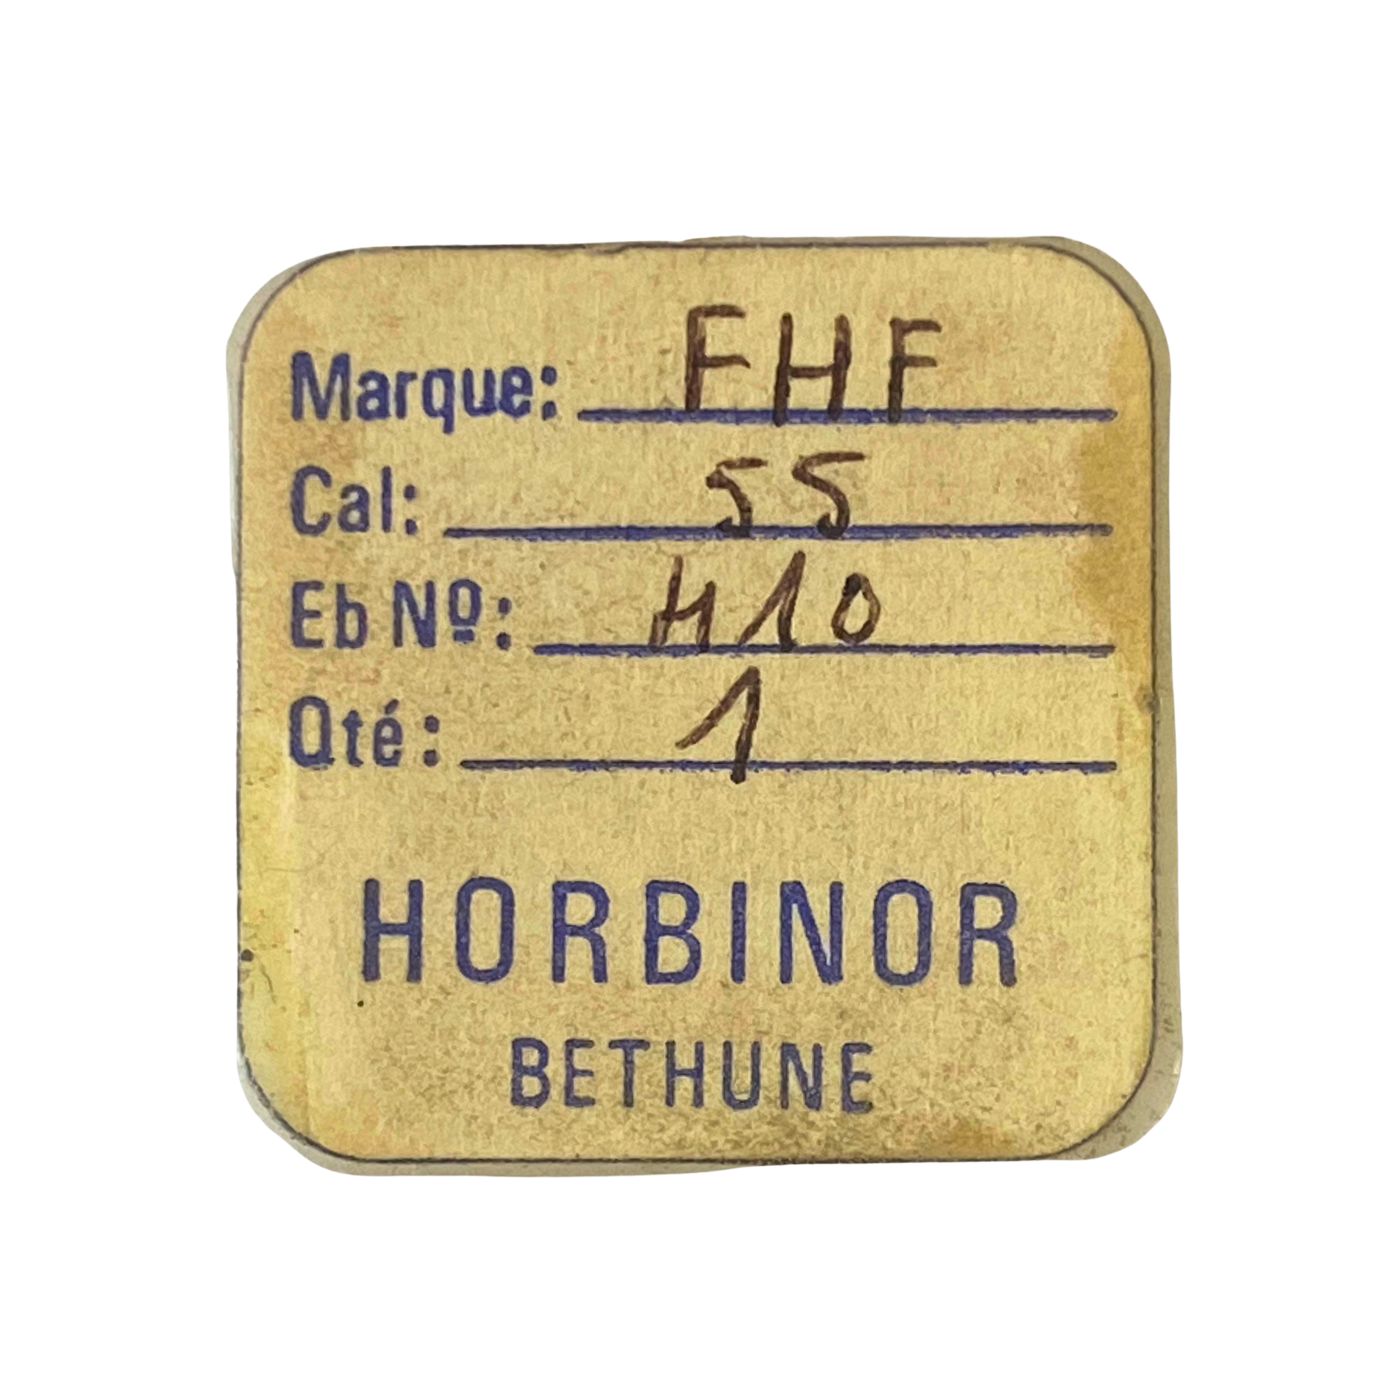 Marque: FHF
Cal: 55
Eb Nº: 410
Qté: 1
HORBINOR
BETHUNE